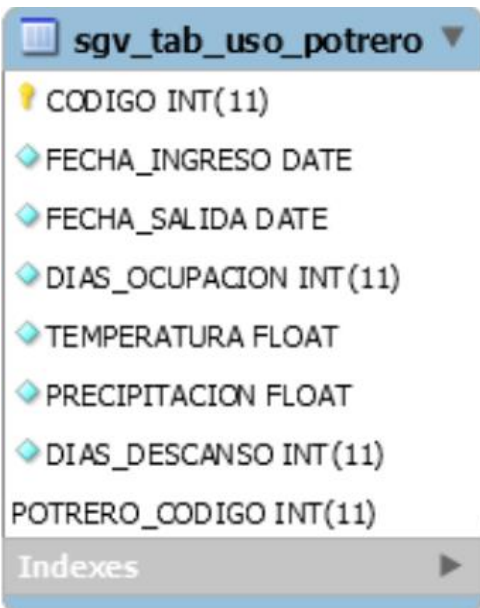 sgv_tab_uso_potrero
CODIGO INT(11)
FECHA_INGRESO DATE
FECHA_SALIDA DATE
DIAS_OCUPACION INT(11)
TEMPERATURA FLOAT
PRECIPITACION FLOAT
DIAS_DESCANSO INT(11)
POTRERO_CODIGO INT(11)
Indexes